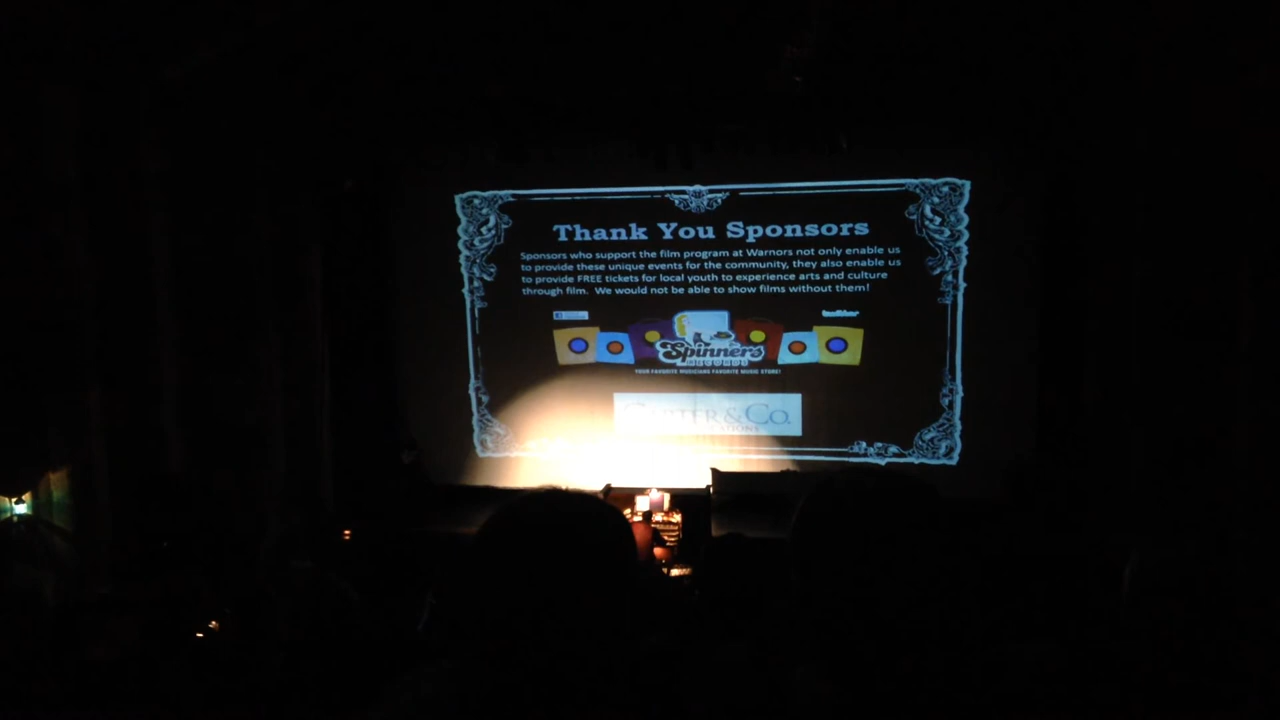 Thank You Sponsors
Sponsors who support the film program at Warnors not only enable us
to provide these unique events for the community, they also enable us
to provide FREE tickets for local youth to experience arts and culture
through film. We would not be able to show films without them!
twitter
Spinners
RECORDS
YOUR FAVORITE MUSICIANS FAVORITE MUSIC STORE!
& CO.